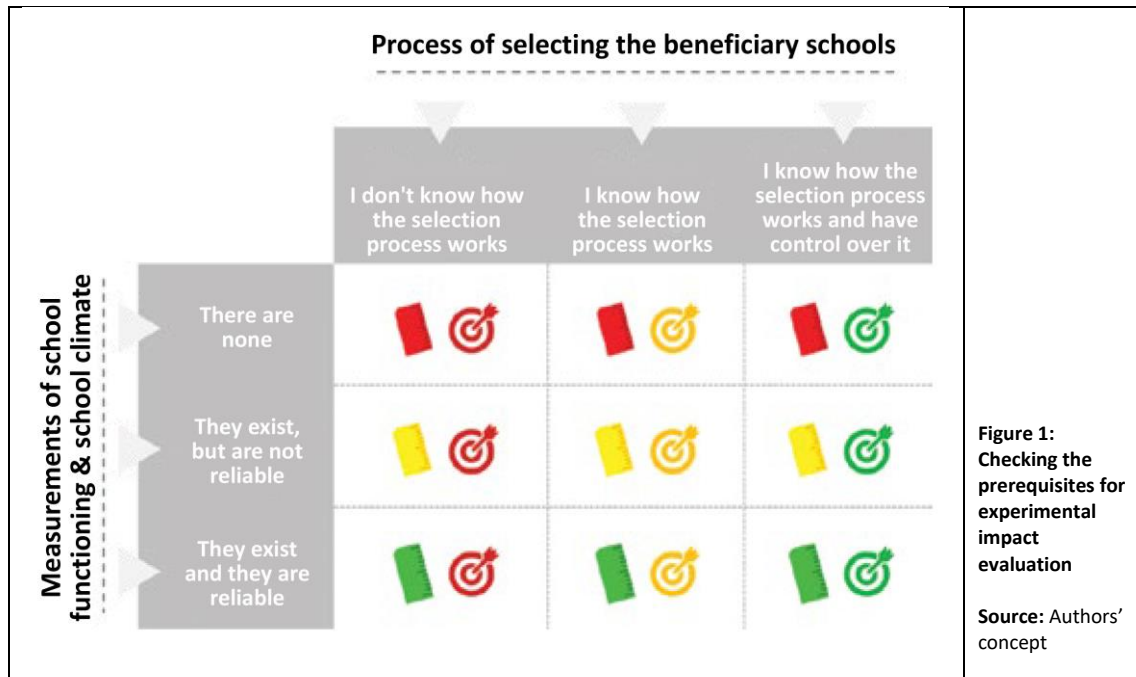 Process of selecting the beneficiary schools
I don't know how
the selection
process works
I know how
the selection
process works
I know how the
selection process
works and have
control over it
Measurements of school
functioning & school climate
There are
none
They exist,
but are not
reliable
They exist
and they are
reliable
Figure 1:
Checking the
prerequisites for
experimental
impact
evaluation
Source: Authors'
concept